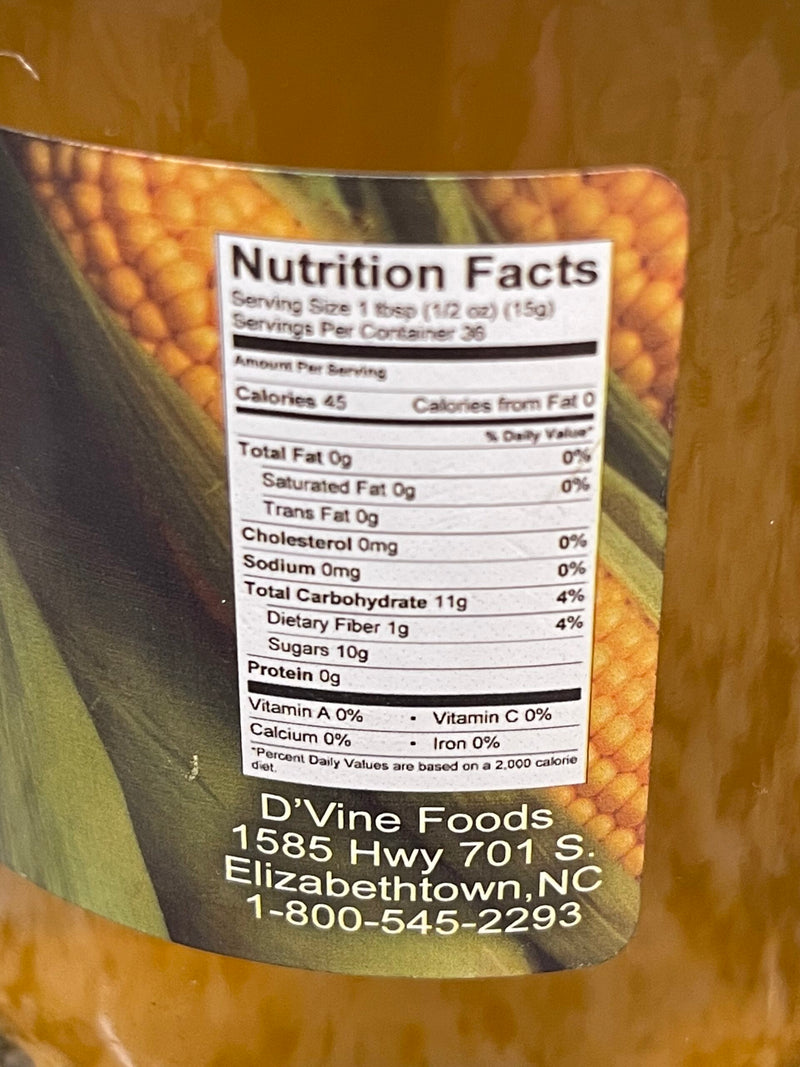 Nutrition Facts
Serving Size 1 tbsp (1/2 oz) (15g)
Servings Per Container 36
Amount Per Serving
Calories 45 Calories from Fat 0
% Daily Value*
Total Fat 0g 0%
Saturated Fat 0g 0%
Trans Fat 0g
Cholesterol 0mg 0%
Sodium 0mg 0%
Total Carbohydrate 11g 4%
Dietary Fiber 1g 4%
Sugars 10g
Protein 0g
Vitamin A 0% • Vitamin C 0%
Calcium 0% • Iron 0%
*Percent Daily Values are based on a 2,000 calorie
diet.
D'Vine Foods
1585 Hwy 701 S.
Elizabethtown,NC
1-800-545-2293